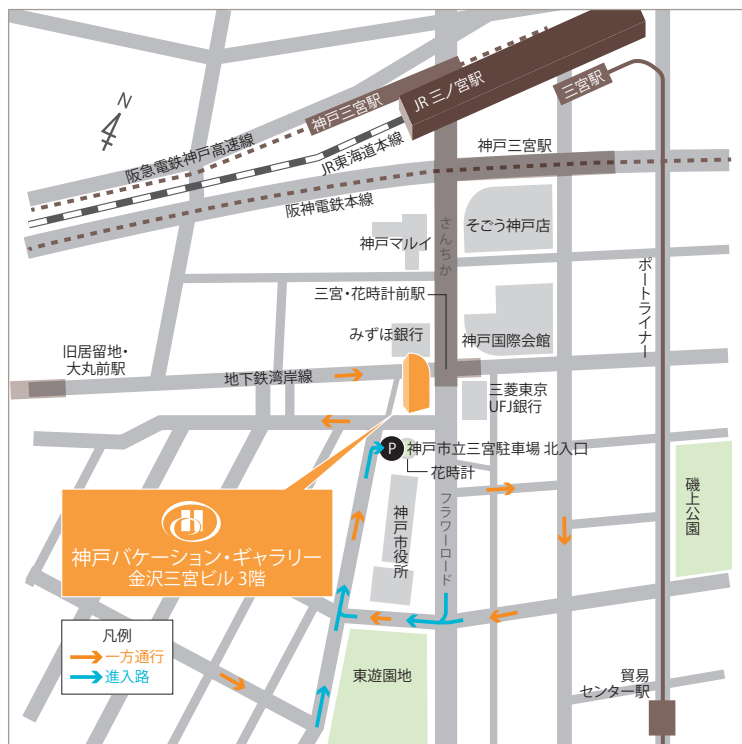 N
JR 三ノ宮駅
神戸三宮駅
三宮駅
阪急電鉄神戸高速線
JR東海道本線
阪神電鉄本線
神戸三宮駅
さんちか
そごう神戸店
神戸マルイ
ポートライナー
三宮・花時計前駅
みずほ銀行
神戸国際会館
旧居留地・
大丸前駅
地下鉄湾岸線
三菱東京
UFJ銀行
P
神戸市立三宮駐車場 北入口
花時計
磯上公園
フラワーロード
神戸市役所
H
神戸バケーション・ギャラリー
金沢三宮ビル 3階
凡例
一方通行
進入路
東遊園地
貿易
センター駅